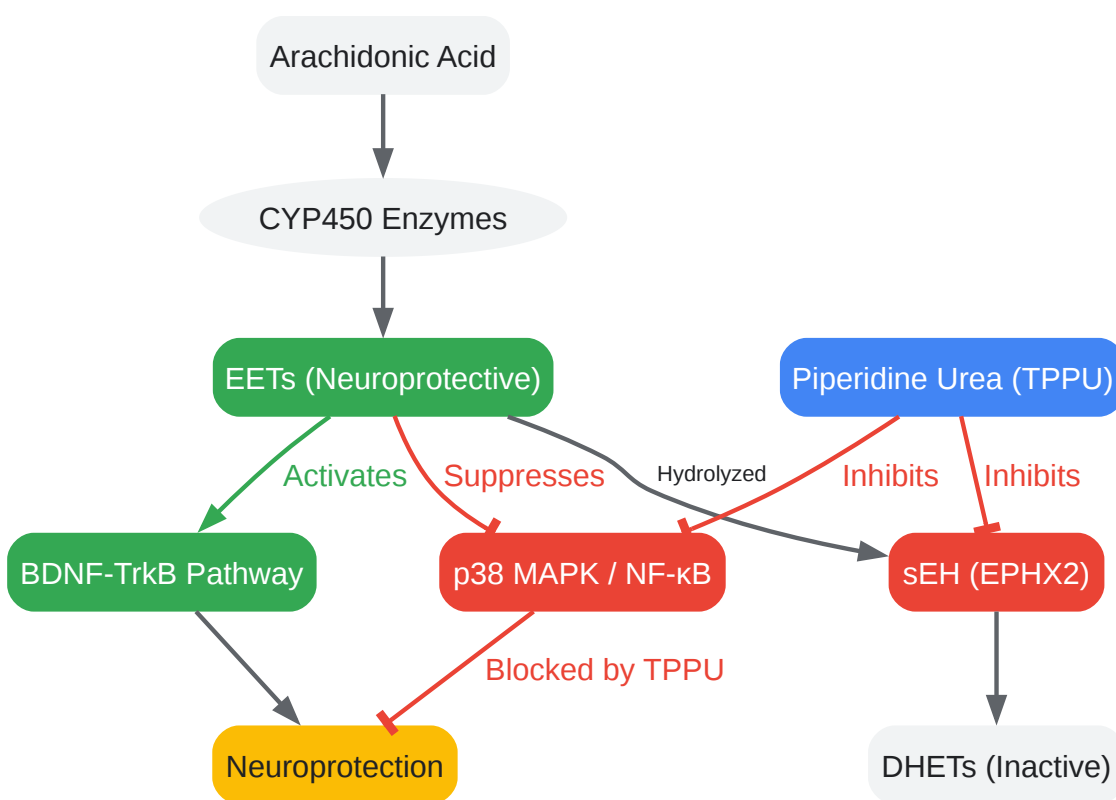 Arachidonic Acid
CYP450 Enzymes
EETs (Neuroprotective)
Piperidine Urea (TPPU)
Activates
Suppresses
Hydrolyzed
Inhibits
Inhibits
BDNF-TrkB Pathway
p38 MAPK / NF-κB
sEH (EPHX2)
Blocked by TPPU
Neuroprotection
DHETs (Inactive)